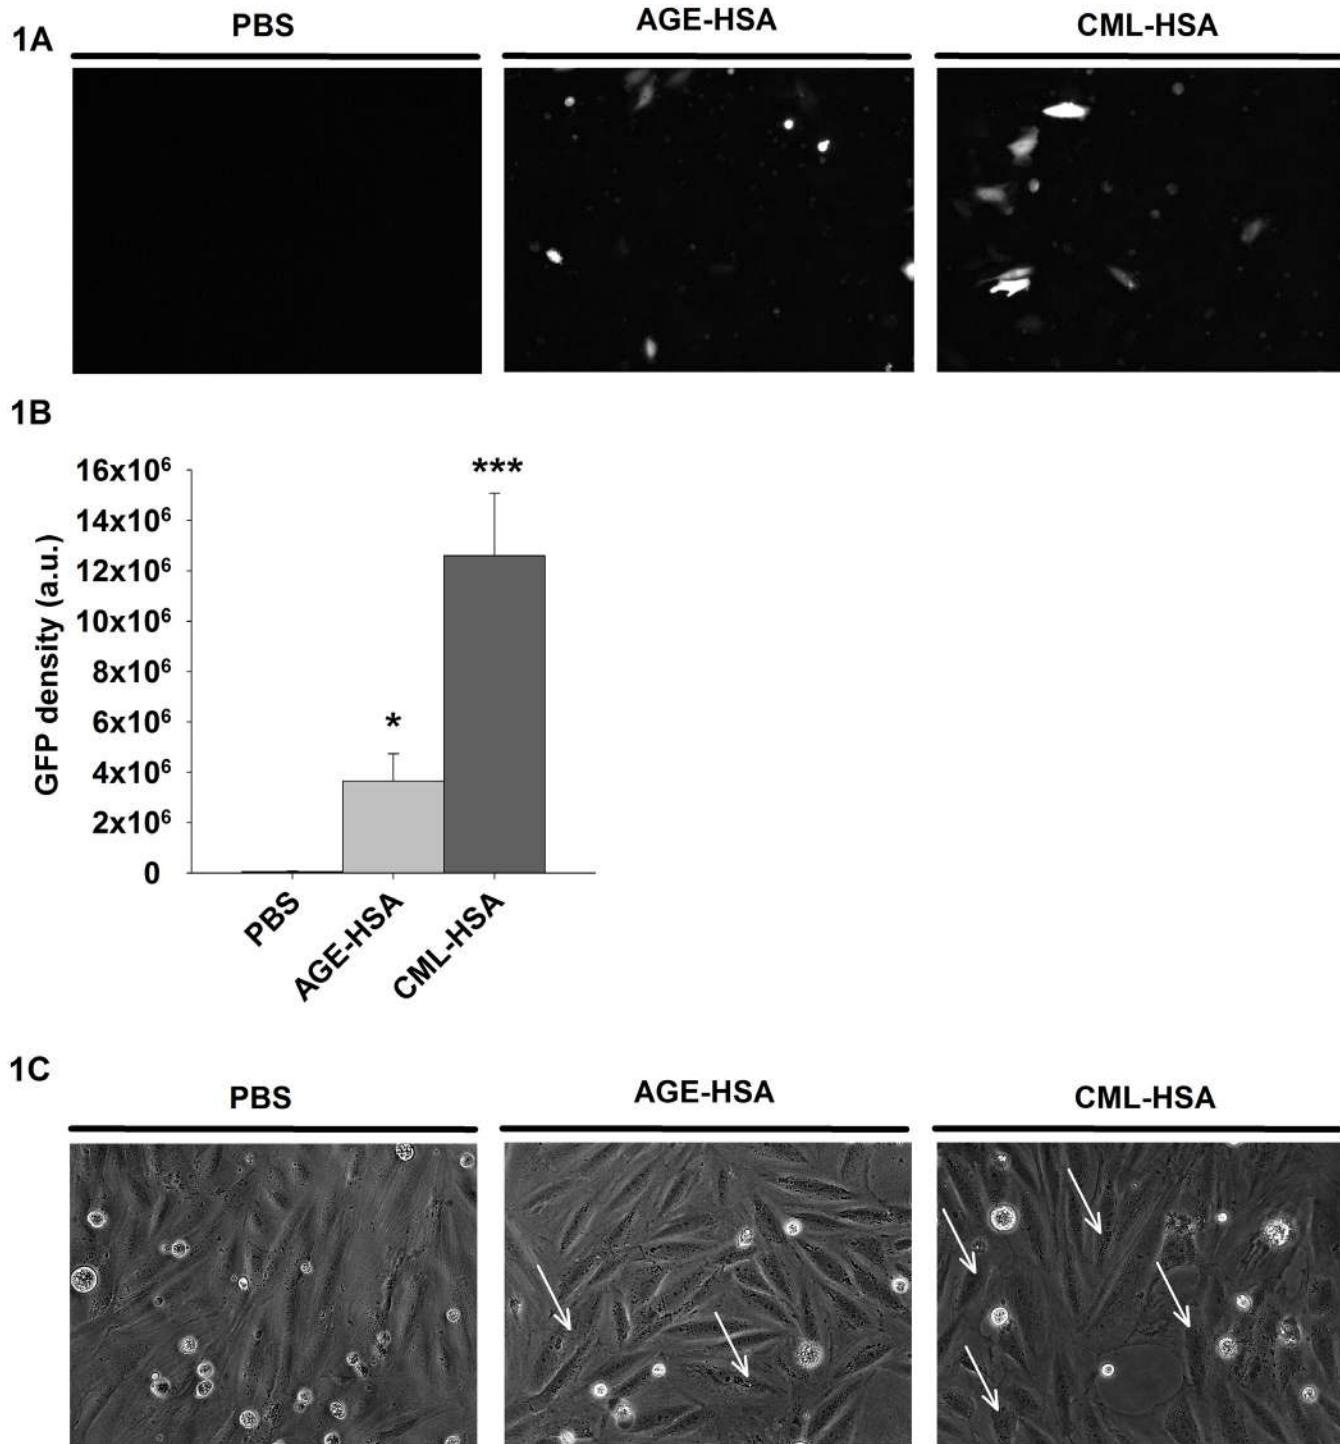 1A
PBS
AGE-HSA
CML-HSA
1B
GFP density (a.u.)
16x10⁶
14x10⁶
12x10⁶
10x10⁶
8x10⁶
6x10⁶
4x10⁶
2x10⁶
0
*
***
PBS
AGE-HSA
CML-HSA
1C
PBS
AGE-HSA
CML-HSA